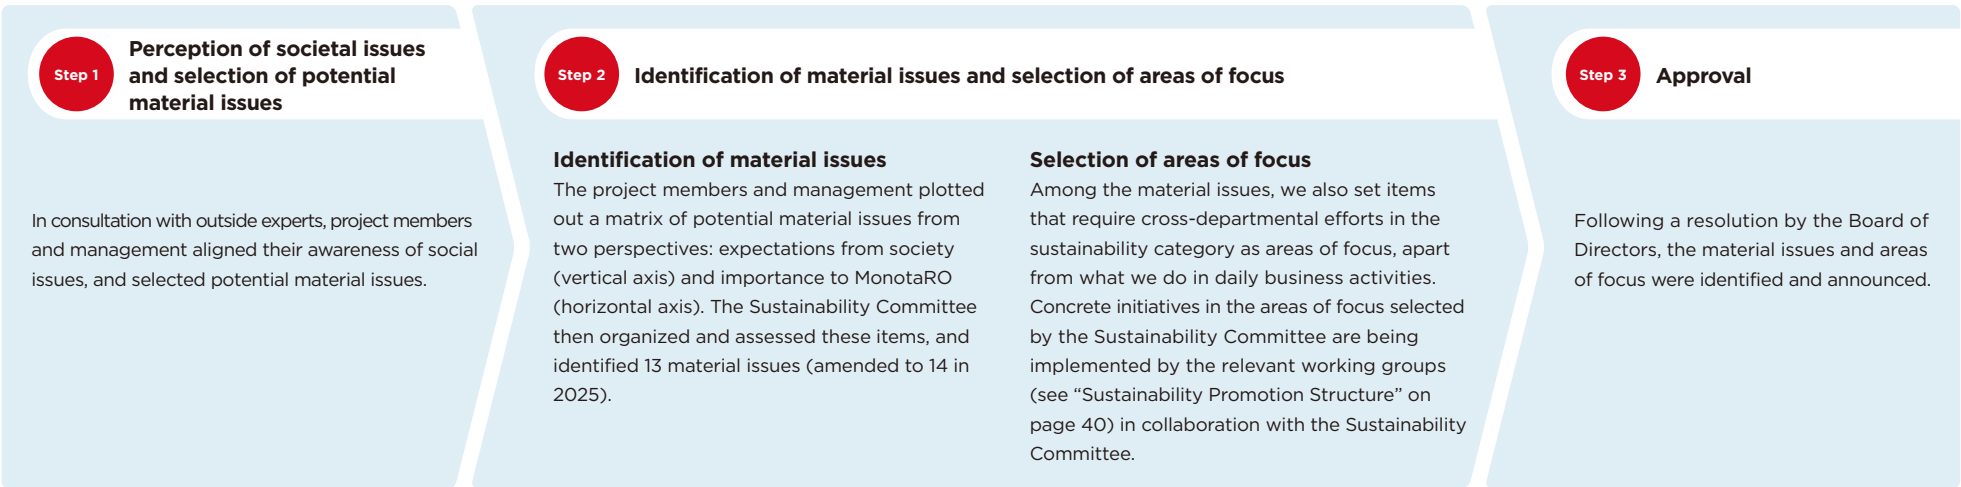 Step 1
Perception of societal issues
and selection of potential
material issues
In consultation with outside experts, project members
and management aligned their awareness of social
issues, and selected potential material issues.
Step 2
Identification of material issues and selection of areas of focus
Identification of material issues
The project members and management plotted
out a matrix of potential material issues from
two perspectives: expectations from society
(vertical axis) and importance to MonotaRO
(horizontal axis). The Sustainability Committee
then organized and assessed these items, and
identified 13 material issues (amended to 14 in
2025).
Selection of areas of focus
Among the material issues, we also set items
that require cross-departmental efforts in the
sustainability category as areas of focus, apart
from what we do in daily business activities.
Concrete initiatives in the areas of focus selected
by the Sustainability Committee are being
implemented by the relevant working groups
(see “Sustainability Promotion Structure” on
page 40) in collaboration with the Sustainability
Committee.
Step 3
Approval
Following a resolution by the Board of
Directors, the material issues and areas
of focus were identified and announced.